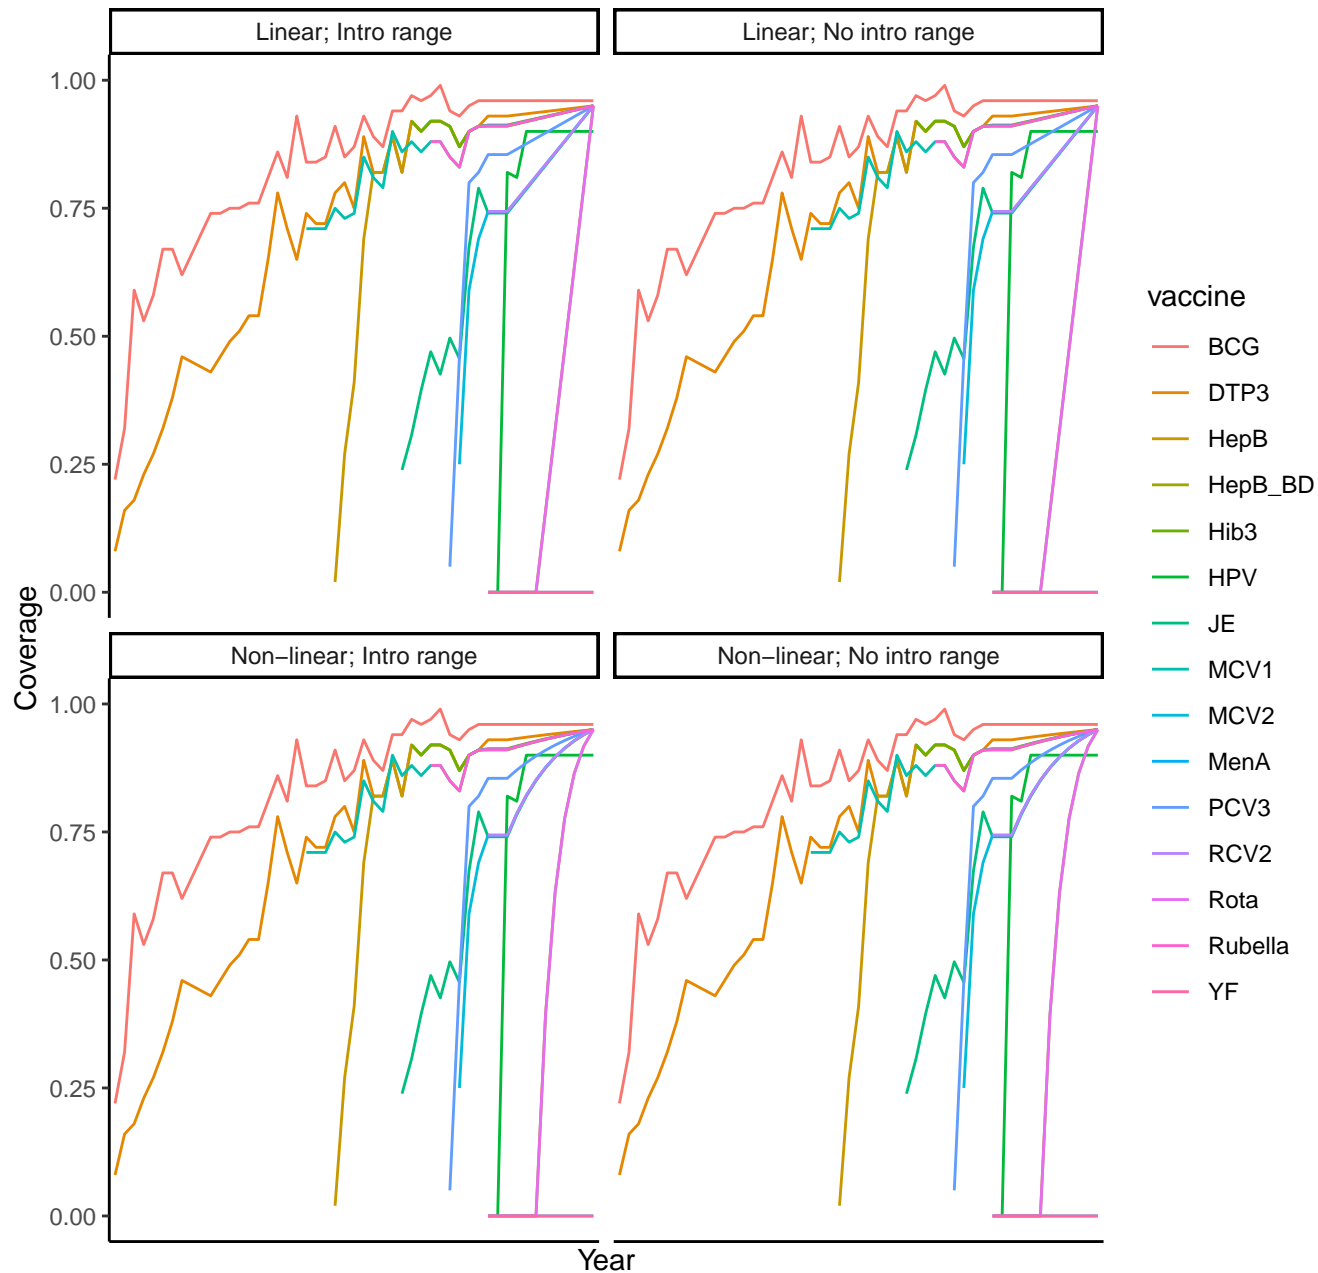 Linear; Intro range
Linear; No intro range
1.00
0.75
0.50
0.25
0.00
Non−linear; Intro range
Non−linear; No intro range
1.00
0.75
0.50
0.25
0.00
Coverage
Year
vaccine
BCG
DTP3
HepB
HepB_BD
Hib3
HPV
JE
MCV1
MCV2
MenA
PCV3
RCV2
Rota
Rubella
YF